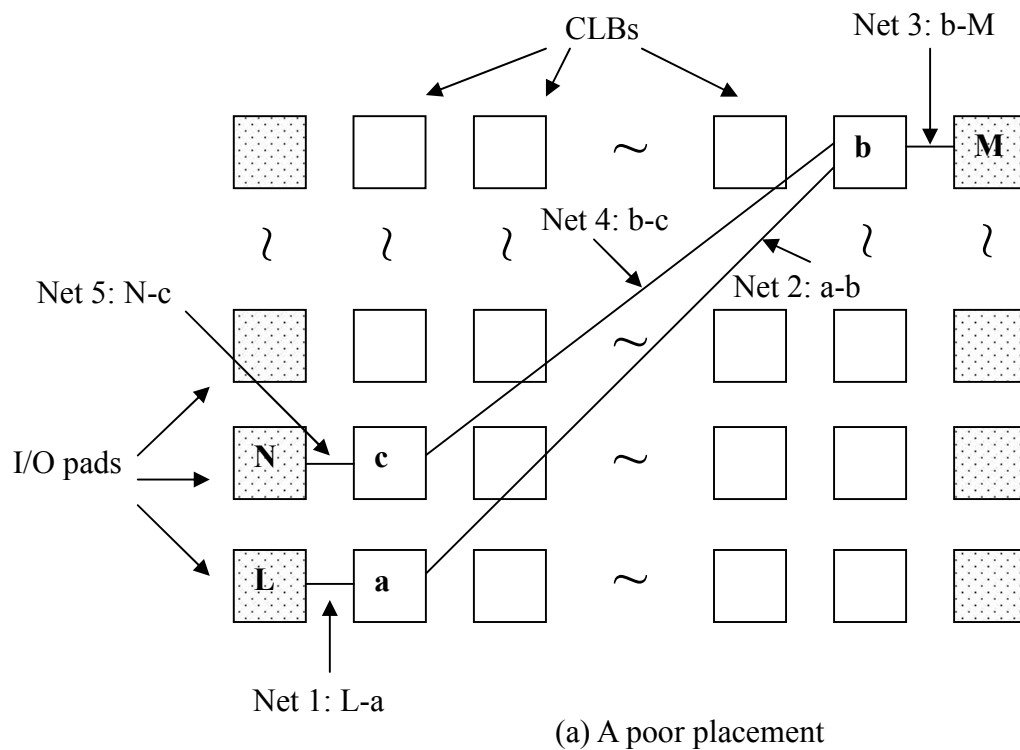 CLBs
Net 3: b-M
b
M
Net 4: b-c
Net 5: N-c
Net 2: a-b
I/O pads
N
c
L
a
Net 1: L-a
(a) A poor placement